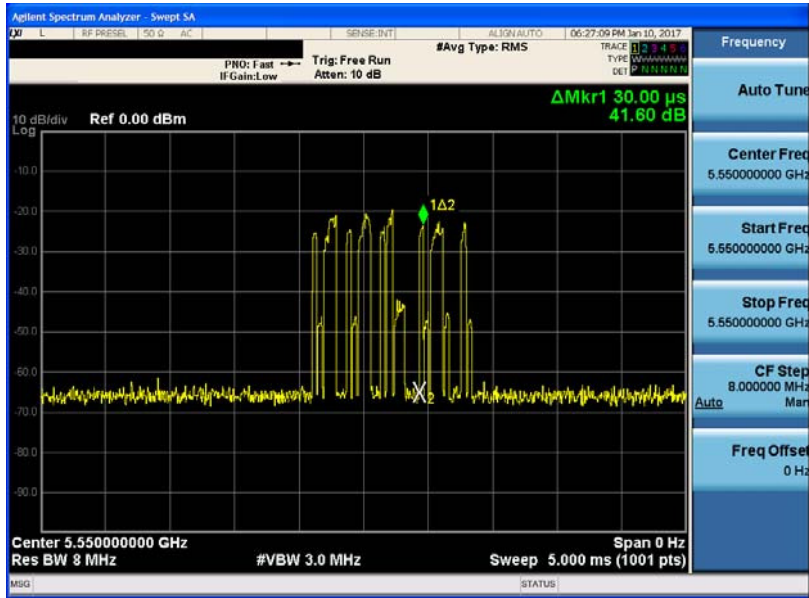 Agilent Spectrum Analyzer - Swept SA
LXI L RF PRESEL 50 Ω AC SENSE:INT ALIGN AUTO 06:27:09 PM Jan 10, 2017
#Avg Type: RMS TRACE 1 2 3 4 5 6
PNO: Fast Trig: Free Run TYPE
IFGain:Low Atten: 10 dB DET P N N N N N
ΔMkr1 30.00 µs
10 dB/div Ref 0.00 dBm 41.60 dB
Log
-10.0
-20.0
1Δ2
-30.0
-40.0
-50.0
-60.0
X2
-70.0
-80.0
-90.0
Center 5.550000000 GHz Span 0 Hz
Res BW 8 MHz #VBW 3.0 MHz Sweep 5.000 ms (1001 pts)
MSG STATUS
Frequency
Auto Tune
Center Freq
5.550000000 GHz
Start Freq
5.550000000 GHz
Stop Freq
5.550000000 GHz
CF Step
8.000000 MHz
Auto Man
Freq Offset
0 Hz